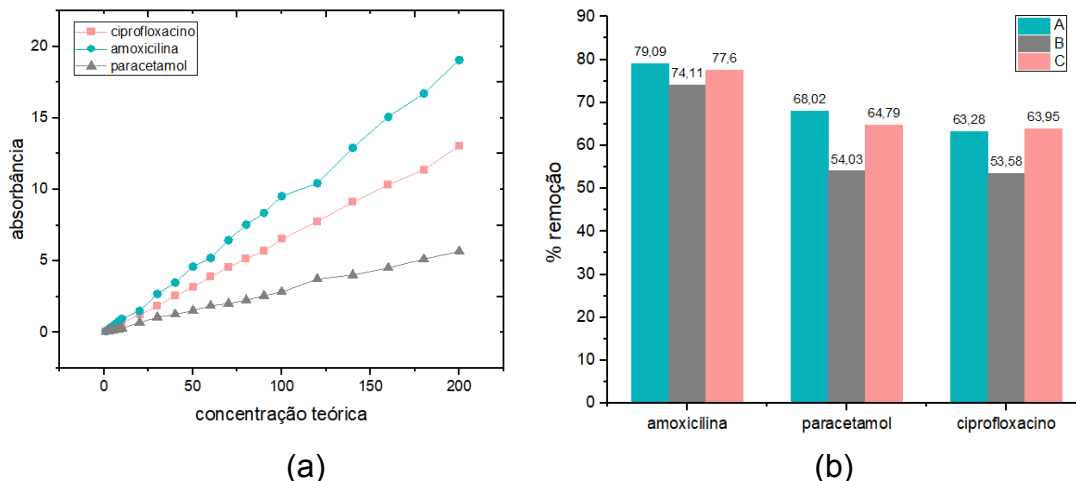 ciprofloxacino
amoxicilina
paracetamol
absorbância
20
15
10
5
0
0 50 100 150 200
concentração teórica
(a)
A
B
C
% remoção
90
80
70
60
50
40
30
20
10
0
79,09 74,11 77,6
68,02 54,03 64,79
63,28 53,58 63,95
amoxicilina paracetamol ciprofloxacino
(b)